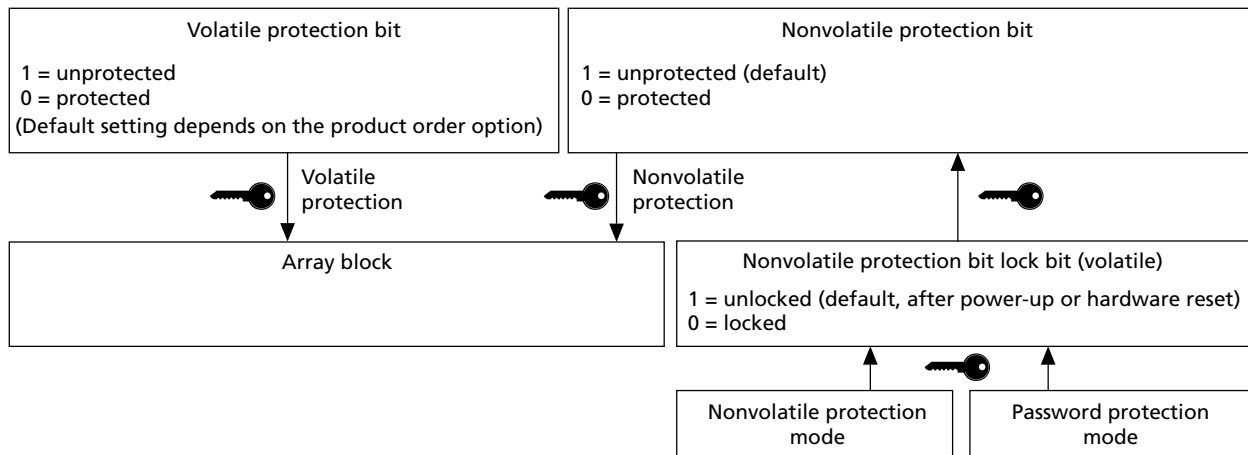 Volatile protection bit
1 = unprotected
0 = protected
(Default setting depends on the product order option)
Nonvolatile protection bit
1 = unprotected (default)
0 = protected
Volatile
protection
Nonvolatile
protection
Array block
Nonvolatile protection bit lock bit (volatile)
1 = unlocked (default, after power-up or hardware reset)
0 = locked
Nonvolatile protection
mode
Password protection
mode